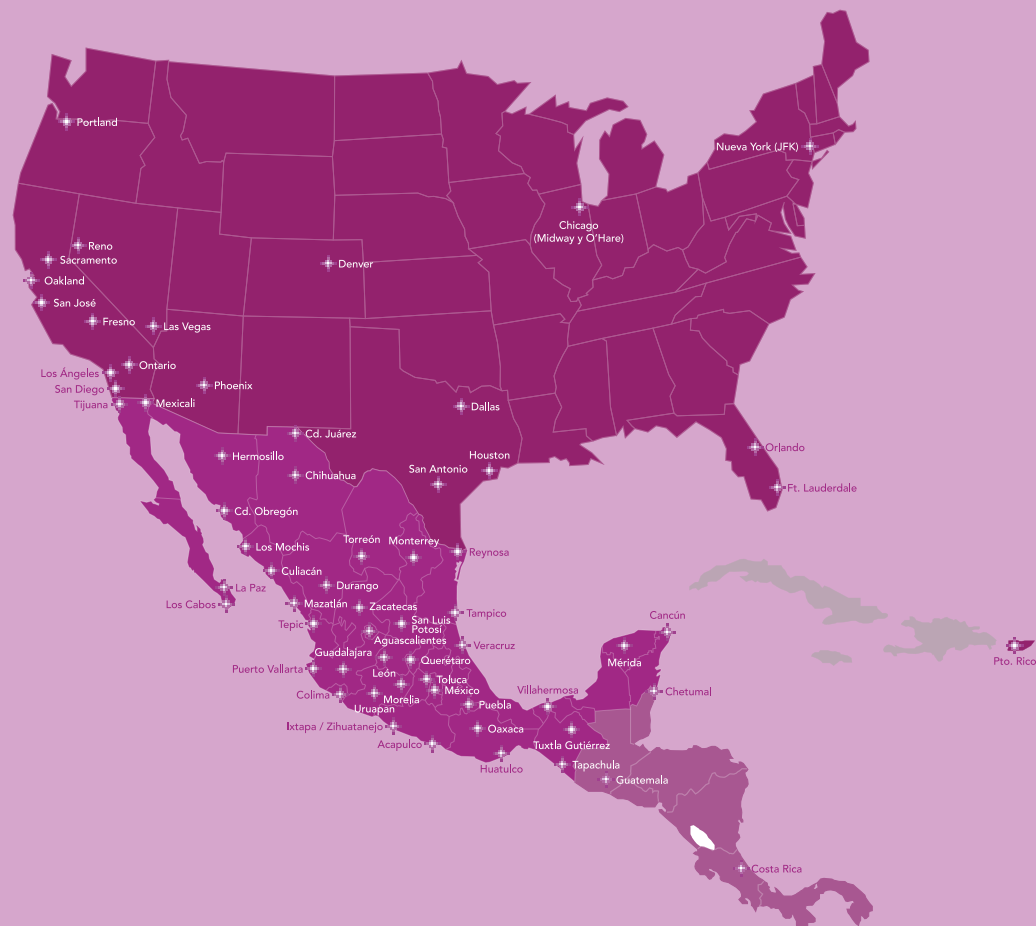 Portland
Nueva York (JFK)
Chicago
(Midway y O'Hare)
Reno
Sacramento
Denver
Oakland
San José
Fresno
Las Vegas
Ontario
Los Ángeles
San Diego
Phoenix
Tijuana
Mexicali
Dallas
Cd. Juárez
Orlando
Hermosillo
Houston
San Antonio
Chihuahua
Ft. Lauderdale
Cd. Obregón
Torreón
Monterrey
Los Mochis
Reynosa
Culiacán
Durango
La Paz
Los Cabos
Mazatlán
Zacatecas
Tampico
Cancún
San Luis
Potosí
Tepic
Aguascalientes
Veracruz
Guadalajara
Querétaro
Mérida
Pto. Rico
Puerto Vallarta
León
Toluca
México
Villahermosa
Chetumal
Colima
Morelia
Uruapan
Puebla
Ixtapa / Zihuatanejo
Oaxaca
Acapulco
Tuxtla Gutiérrez
Huatulco
Tapachula
Guatemala
Costa Rica